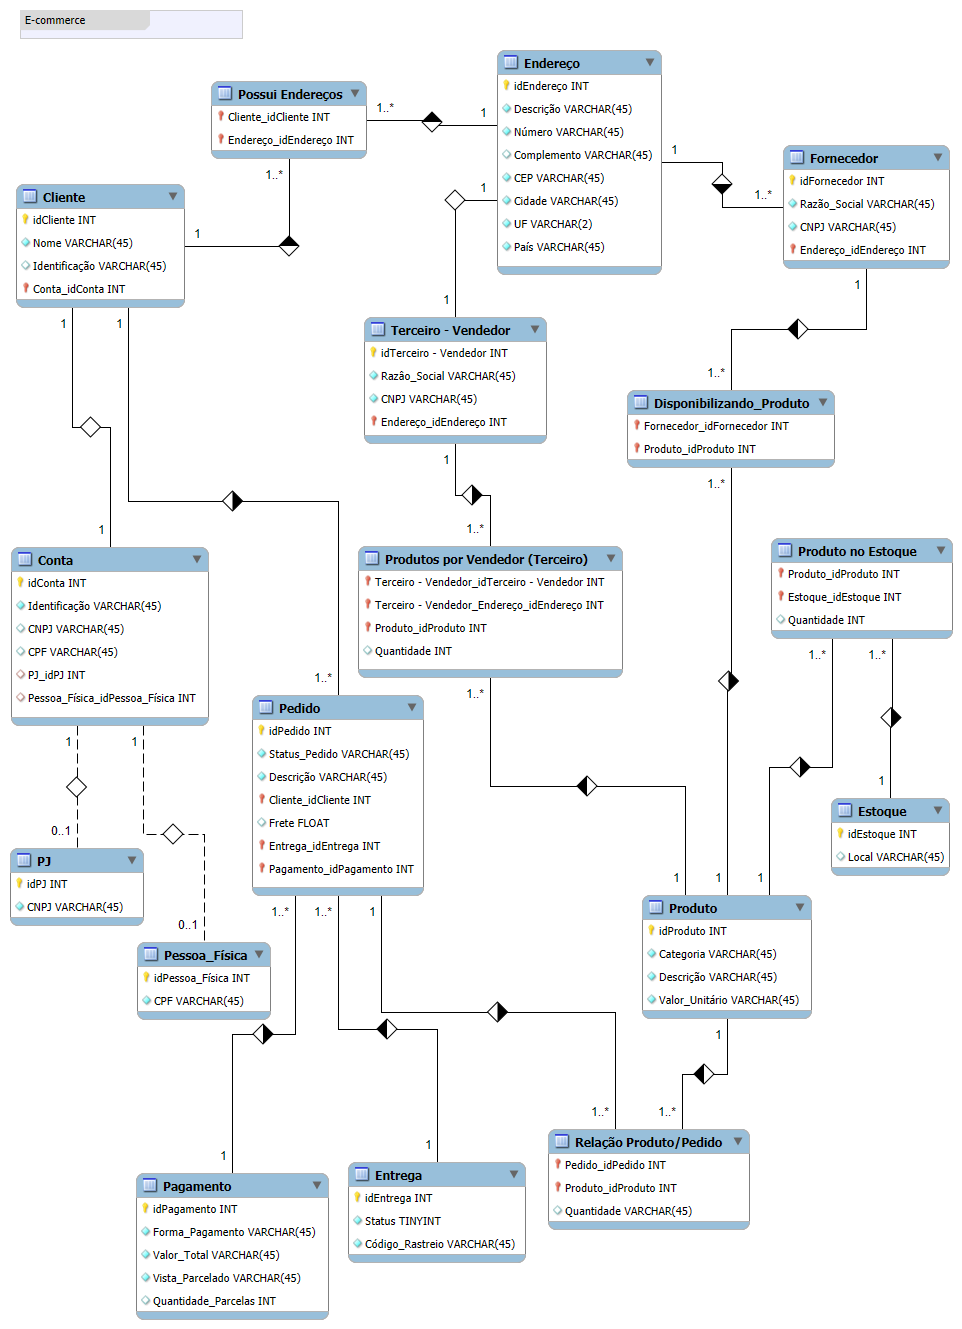 E-commerce
Endereço
idEndereço INT
Descrição VARCHAR(45)
Número VARCHAR(45)
Complemento VARCHAR(45)
CEP VARCHAR(45)
Cidade VARCHAR(45)
UF VARCHAR(2)
País VARCHAR(45)
Possui Endereços
Cliente_idCliente INT
Endereço_idEndereço INT
1..*
1
1..*
1
1
1
1..*
1
Fornecedor
idFornecedor INT
Razão_Social VARCHAR(45)
CNPJ VARCHAR(45)
Endereço_idEndereço INT
1
1..*
Cliente
idCliente INT
Nome VARCHAR(45)
Identificação VARCHAR(45)
Conta_idConta INT
1
1
1
Terceiro - Vendedor
idTerceiro - Vendedor INT
Razão_Social VARCHAR(45)
CNPJ VARCHAR(45)
Endereço_idEndereço INT
1
1..*
Disponibilizando_Produto
Fornecedor_idFornecedor INT
Produto_idProduto INT
1..*
Conta
idConta INT
Identificação VARCHAR(45)
CNPJ VARCHAR(45)
CPF VARCHAR(45)
PJ_idPJ INT
Pessoa_Física_idPessoa_Física INT
1
1
0..1
0..1
Produtos por Vendedor (Terceiro)
Terceiro - Vendedor_idTerceiro - Vendedor INT
Terceiro - Vendedor_Endereço_idEndereço INT
Produto_idProduto INT
Quantidade INT
1..*
Produto no Estoque
Produto_idProduto INT
Estoque_idEstoque INT
Quantidade INT
1..*
1..*
1
1..*
Pedido
idPedido INT
Status_Pedido VARCHAR(45)
Descrição VARCHAR(45)
Cliente_idCliente INT
Frete FLOAT
Entrega_idEntrega INT
Pagamento_idPagamento INT
1..*
1..*
1
Estoque
idEstoque INT
Local VARCHAR(45)
PJ
idPJ INT
CNPJ VARCHAR(45)
Pessoa_Física
idPessoa_Física INT
CPF VARCHAR(45)
1
1
1
Produto
idProduto INT
Categoria VARCHAR(45)
Descrição VARCHAR(45)
Valor_Unitário VARCHAR(45)
1
1..*
1..*
Relação Produto/Pedido
Pedido_idPedido INT
Produto_idProduto INT
Quantidade VARCHAR(45)
1
1
Pagamento
idPagamento INT
Forma_Pagamento VARCHAR(45)
Valor_Total VARCHAR(45)
Vista_Parcelado VARCHAR(45)
Quantidade_Parcelas INT
Entrega
idEntrega INT
Status TINYINT
Código_Rastreio VARCHAR(45)